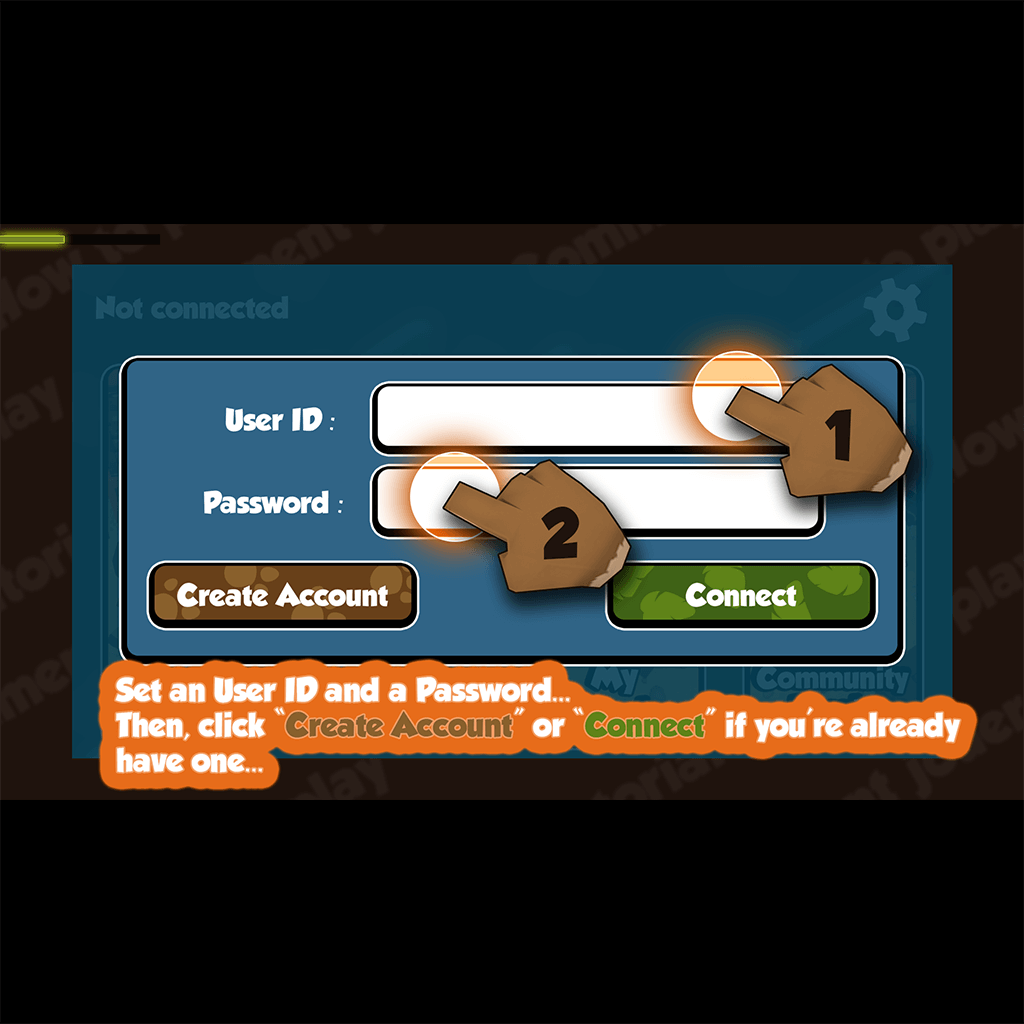 Not connected
User ID :
1
Password :
2
Create Account
Connect
My
Community
Set an User ID and a Password...
Then, click "Create Account" or "Connect" if you're already
have one...